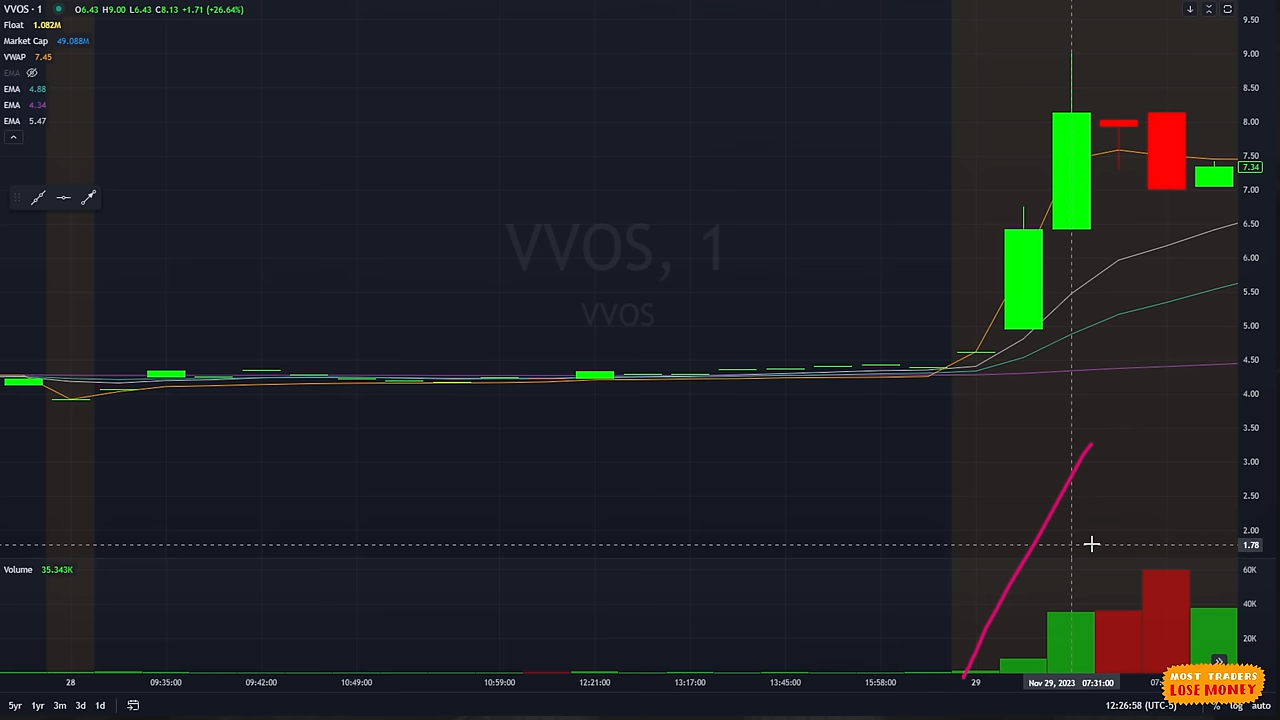 VVOS · 1 O6.43 H9.00 L6.43 C8.13 +1.71 (+26.64%)
Float 1.082M
Market Cap 49.088M
VWAP 7.45
EMA
EMA 4.88
EMA 4.34
EMA 5.47
VVOS, 1
VVOS
9.50
9.00
8.50
8.00
7.50
7.34
7.00
6.50
6.00
5.50
5.00
4.50
4.00
3.50
3.00
2.50
2.00
1.78
Volume 35.343K
60K
40K
20K
28 09:35:00 09:42:00 10:59:00 12:21:00 13:17:00 13:45:00 15:58:00 29 Nov 29, 2023 07:31:00
MOST TRADERS
LOSE MONEY
5yr 1yr 3m 3d 1d 12:26:58 (UTC-5) % log auto